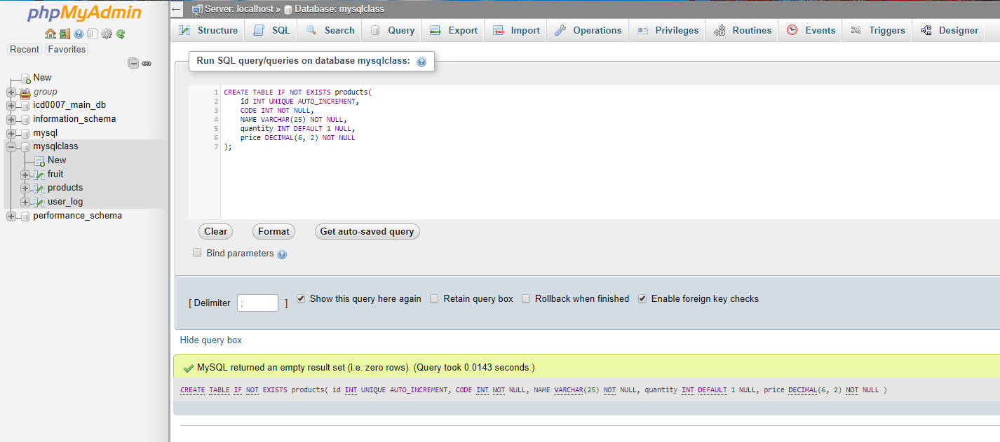 phpMyAdmin
Recent Favorites
New
group
icd0007_main_db
information_schema
mysql
mysqlclass
New
fruit
products
user_log
performance_schema
Server: localhost » Database: mysqlclass
Structure SQL Search Query Export Import Operations Privileges Routines Events Triggers Designer
Run SQL query/queries on database mysqlclass:
1 CREATE TABLE IF NOT EXISTS products(
2 id INT UNIQUE AUTO_INCREMENT,
3 CODE INT NOT NULL,
4 NAME VARCHAR(25) NOT NULL,
5 quantity INT DEFAULT 1 NULL,
6 price DECIMAL(6, 2) NOT NULL
7 );
Clear Format Get auto-saved query
Bind parameters
[ Delimiter ; ] Show this query here again Retain query box Rollback when finished Enable foreign key checks
Hide query box
MySQL returned an empty result set (i.e. zero rows). (Query took 0.0143 seconds.)
CREATE TABLE IF NOT EXISTS products( id INT UNIQUE AUTO_INCREMENT, CODE INT NOT NULL, NAME VARCHAR(25) NOT NULL, quantity INT DEFAULT 1 NULL, price DECIMAL(6, 2) NOT NULL )